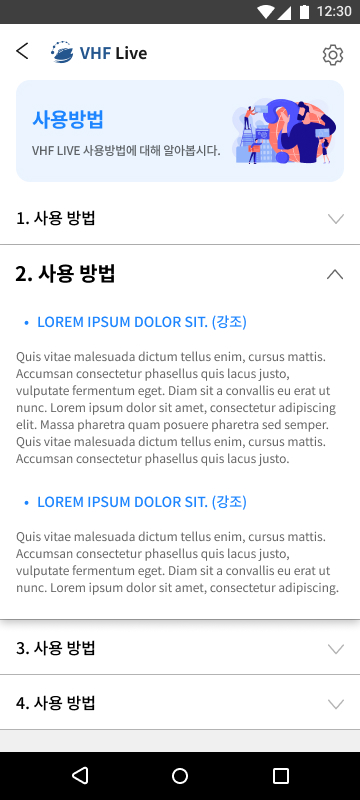 12:30
VHF Live
사용방법
VHF LIVE 사용방법에 대해 알아봅시다.
1. 사용 방법
2. 사용 방법
• LOREM IPSUM DOLOR SIT. (강조)
Quis vitae malesuada dictum tellus enim, cursus mattis.
Accumsan consectetur phasellus quis lacus justo,
vulputate fermentum eget. Diam sit a convallis eu erat ut
nunc. Lorem ipsum dolor sit amet, consectetur adipiscing
elit. Massa pharetra quam posuere pharetra sed semper.
Quis vitae malesuada dictum tellus enim, cursus mattis.
Accumsan consectetur phasellus quis lacus justo.
• LOREM IPSUM DOLOR SIT. (강조)
Quis vitae malesuada dictum tellus enim, cursus mattis.
Accumsan consectetur phasellus quis lacus justo,
vulputate fermentum eget. Diam sit a convallis eu erat ut
nunc. Lorem ipsum dolor sit amet, consectetur adipiscing.
3. 사용 방법
4. 사용 방법